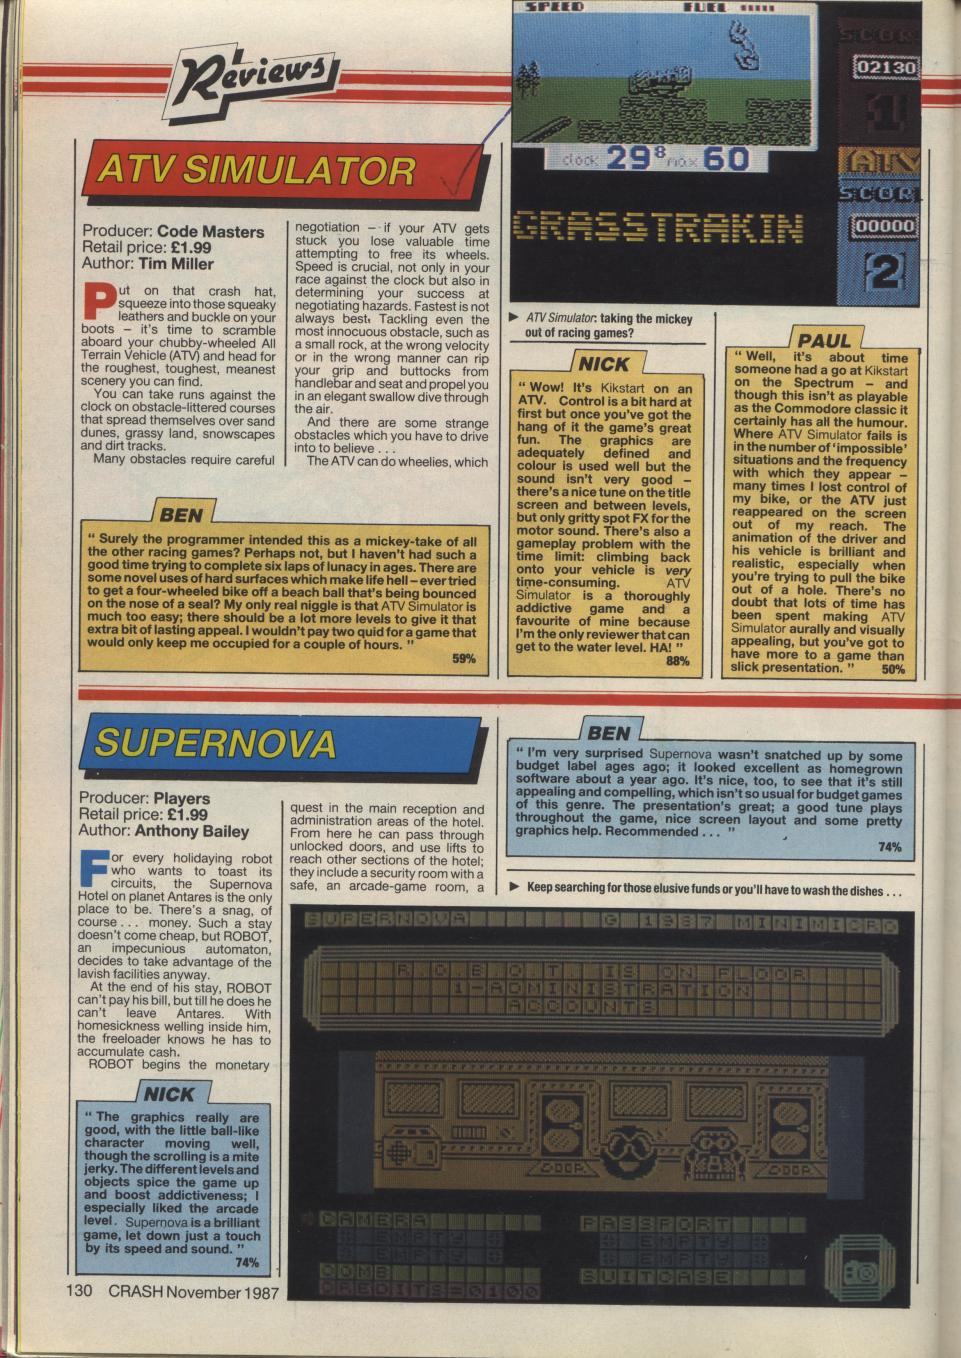 Reviews
ATV SIMULATOR
Producer: Code Masters
Retail price: £1.99
Author: Tim Miller
Put on that crash hat,
squeeze into those squeaky
leathers and buckle on your
boots – it's time to scramble
aboard your chubby-wheeled All
Terrain Vehicle (ATV) and head for
the roughest, toughest, meanest
scenery you can find.
You can take runs against the
clock on obstacle-littered courses
that spread themselves over sand
dunes, grassy land, snowscapes
and dirt tracks.
Many obstacles require careful
negotiation – if your ATV gets
stuck you lose valuable time
attempting to free its wheels.
Speed is crucial, not only in your
race against the clock but also in
determining your success at
negotiating hazards. Fastest is not
always best. Tackling even the
most innocuous obstacle, such as
a small rock, at the wrong velocity
or in the wrong manner can rip
your grip and buttocks from
handlebar and seat and propel you
in an elegant swallow dive through
the air.
And there are some strange
obstacles which you have to drive
into to believe . . .
The ATV can do wheelies, which
SPEED FUEL
SCOR
02130
1
clock 29⁸ max 60
ATV
SCOR
00000
2
GRASSTRAKIN
► ATV Simulator: taking the mickey
out of racing games?
BEN
" Surely the programmer intended this as a mickey-take of all
the other racing games? Perhaps not, but I haven't had such a
good time trying to complete six laps of lunacy in ages. There are
some novel uses of hard surfaces which make life hell – ever tried
to get a four-wheeled bike off a beach ball that's being bounced
on the nose of a seal? My only real niggle is that ATV Simulator is
much too easy; there should be a lot more levels to give it that
extra bit of lasting appeal. I wouldn't pay two quid for a game that
would only keep me occupied for a couple of hours. "
59%
NICK
" Wow! It's Kikstart on an
ATV. Control is a bit hard at
first but once you've got the
hang of it the game's great
fun. The graphics are
adequately defined and
colour is used well but the
sound isn't very good –
there's a nice tune on the title
screen and between levels,
but only gritty spot FX for the
motor sound. There's also a
gameplay problem with the
time limit: climbing back
onto your vehicle is very
time-consuming. ATV
Simulator is a thoroughly
addictive game and a
favourite of mine because
I'm the only reviewer that can
get to the water level. HA! "
88%
PAUL
" Well, it's about time
someone had a go at Kikstart
on the Spectrum – and
though this isn't as playable
as the Commodore classic it
certainly has all the humour.
Where ATV Simulator fails is
in the number of 'impossible'
situations and the frequency
with which they appear –
many times I lost control of
my bike, or the ATV just
reappeared on the screen
out of my reach. The
animation of the driver and
his vehicle is brilliant and
realistic, especially when
you're trying to pull the bike
out of a hole. There's no
doubt that lots of time has
been spent making ATV
Simulator aurally and visually
appealing, but you've got to
have more to a game than
slick presentation. " 50%
SUPERNOVA
Producer: Players
Retail price: £1.99
Author: Anthony Bailey
For every holidaying robot
who wants to toast its
circuits, the Supernova
Hotel on planet Antares is the only
place to be. There's a snag, of
course . . . money. Such a stay
doesn't come cheap, but ROBOT,
an impecunious automaton,
decides to take advantage of the
lavish facilities anyway.
At the end of his stay, ROBOT
can't pay his bill, but till he does he
can't leave Antares. With
homesickness welling inside him,
the freeloader knows he has to
accumulate cash.
ROBOT begins the monetary
quest in the main reception and
administration areas of the hotel.
From here he can pass through
unlocked doors, and use lifts to
reach other sections of the hotel;
they include a security room with a
safe, an arcade-game room, a
BEN
" I'm very surprised Supernova wasn't snatched up by some
budget label ages ago; it looked excellent as homegrown
software about a year ago. It's nice, too, to see that it's still
appealing and compelling, which isn't so usual for budget games
of this genre. The presentation's great; a good tune plays
throughout the game, nice screen layout and some pretty
graphics help. Recommended . . . "
74%
► Keep searching for those elusive funds or you'll have to wash the dishes . . .
SUPERNOVA © 1987 MINIMICRO
R.O.B.O.T. IS ON FLOOR
1-ADMINISTRATION
ACCOUNTS
DOOR DOOR
CAMERA PASSPORT
EMPTY EMPTY
EMPTY EMPTY
COMB SUITCASE
CREDITS=0100
NICK
" The graphics really are
good, with the little ball-like
character moving well,
though the scrolling is a mite
jerky. The different levels and
objects spice the game up
and boost addictiveness; I
especially liked the arcade
level. Supernova is a brilliant
game, let down just a touch
by its speed and sound. "
74%
130 CRASH November 1987